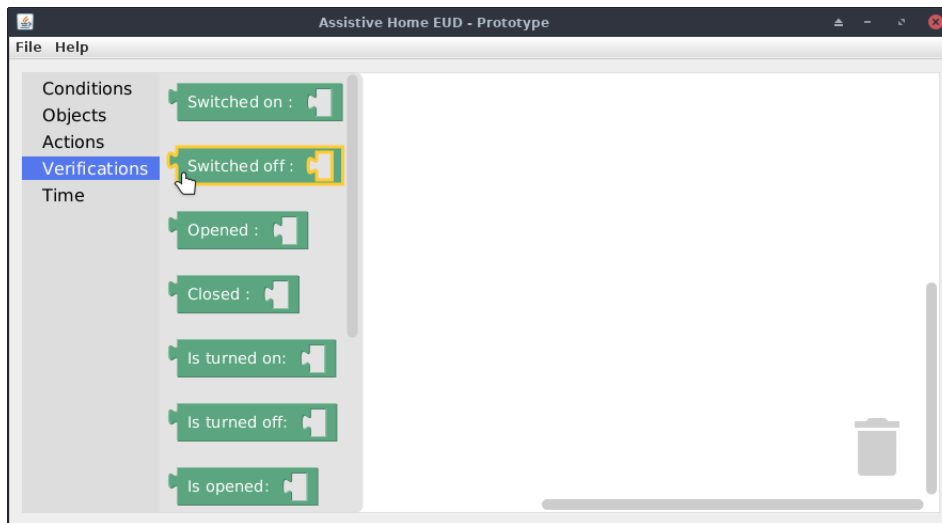 Assistive Home EUD - Prototype
File Help
Conditions
Objects
Actions
Verifications
Time
Switched on :
Switched off :
Opened :
Closed :
Is turned on:
Is turned off:
Is opened: